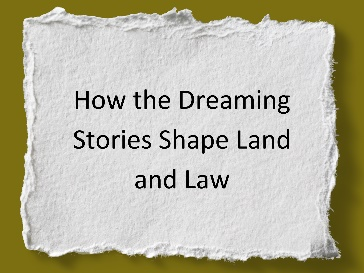 How the Dreaming
Stories Shape Land
and Law